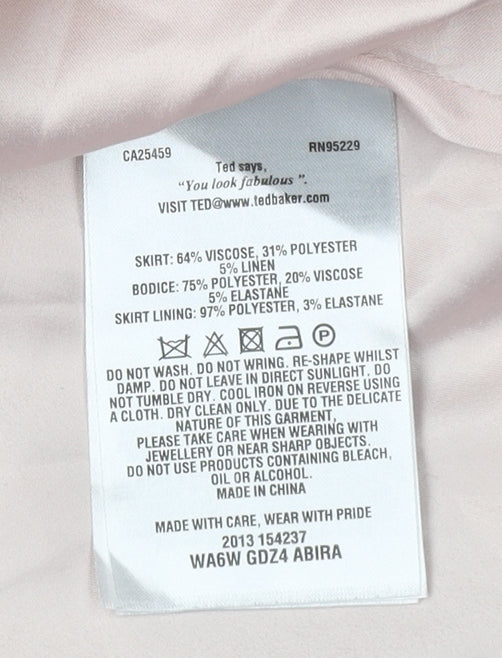 CA25459 RN95229
Ted says,
"You look fabulous ".
VISIT TED@www.tedbaker.com
SKIRT: 64% VISCOSE, 31% POLYESTER
5% LINEN
BODICE: 75% POLYESTER, 20% VISCOSE
5% ELASTANE
SKIRT LINING: 97% POLYESTER, 3% ELASTANE
P
DO NOT WASH. DO NOT WRING. RE-SHAPE WHILST
DAMP. DO NOT LEAVE IN DIRECT SUNLIGHT. DO
NOT TUMBLE DRY. COOL IRON ON REVERSE USING
A CLOTH. DRY CLEAN ONLY. DUE TO THE DELICATE
NATURE OF THIS GARMENT,
PLEASE TAKE CARE WHEN WEARING WITH
JEWELLERY OR NEAR SHARP OBJECTS.
DO NOT USE PRODUCTS CONTAINING BLEACH,
OIL OR ALCOHOL.
MADE IN CHINA
MADE WITH CARE, WEAR WITH PRIDE
2013 154237
WA6W GDZ4 ABIRA